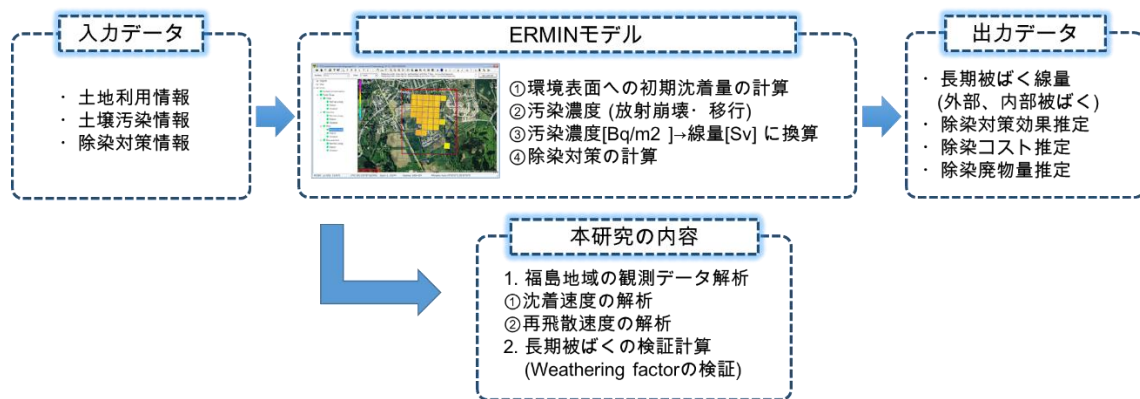 入力データ
・ 土地利用情報
・ 土壌汚染情報
・ 除染対策情報
ERMINモデル
①環境表面への初期沈着量の計算
②汚染濃度 (放射崩壊・移行)
③汚染濃度[Bq/m2 ]→線量[Sv] に換算
④除染対策の計算
出力データ
・ 長期被ばく線量
(外部、内部被ばく)
・ 除染対策効果推定
・ 除染コスト推定
・ 除染廃物量推定
本研究の内容
1. 福島地域の観測データ解析
①沈着速度の解析
②再飛散速度の解析
2. 長期被ばくの検証計算
(Weathering factorの検証)